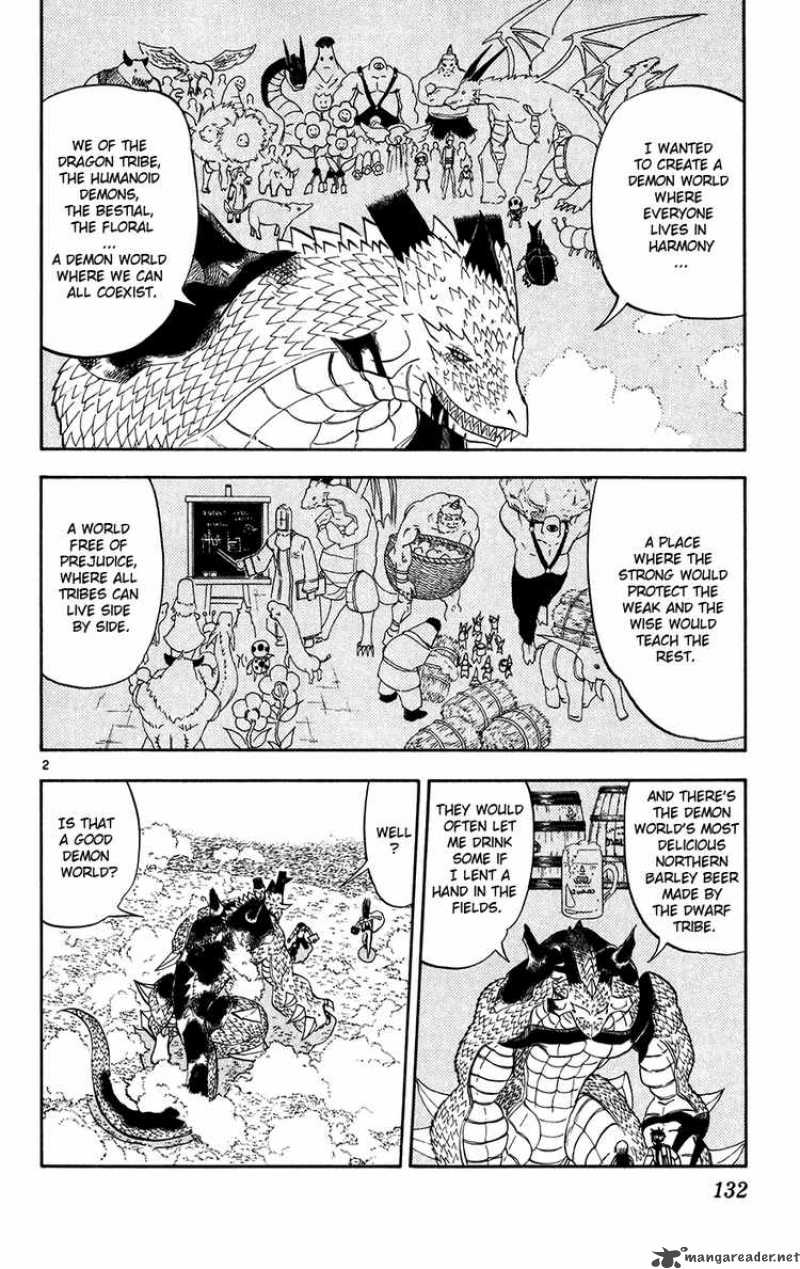 I WANTED
TO CREATE A
DEMON WORLD
WHERE
EVERYONE
LIVES IN
HARMONY
...
WE OF THE
DRAGON TRIBE,
THE HUMANOID
DEMONS,
THE BESTIAL,
THE FLORAL
...
A DEMON WORLD
WHERE WE CAN
ALL COEXIST.
A PLACE
WHERE THE
STRONG WOULD
PROTECT THE
WEAK AND THE
WISE WOULD
TEACH THE
REST.
A WORLD
FREE OF
PREJUDICE,
WHERE ALL
TRIBES CAN
LIVE SIDE
BY SIDE.
2
AND THERE'S
THE DEMON
WORLD'S MOST
DELICIOUS
NORTHERN
BARLEY BEER
MADE BY
THE DWARF
TRIBE.
THEY WOULD
OFTEN LET
ME DRINK
SOME IF
I LENT A
HAND IN THE
FIELDS.
WELL
?
IS THAT
A GOOD
DEMON
WORLD?
132
mangareader.net